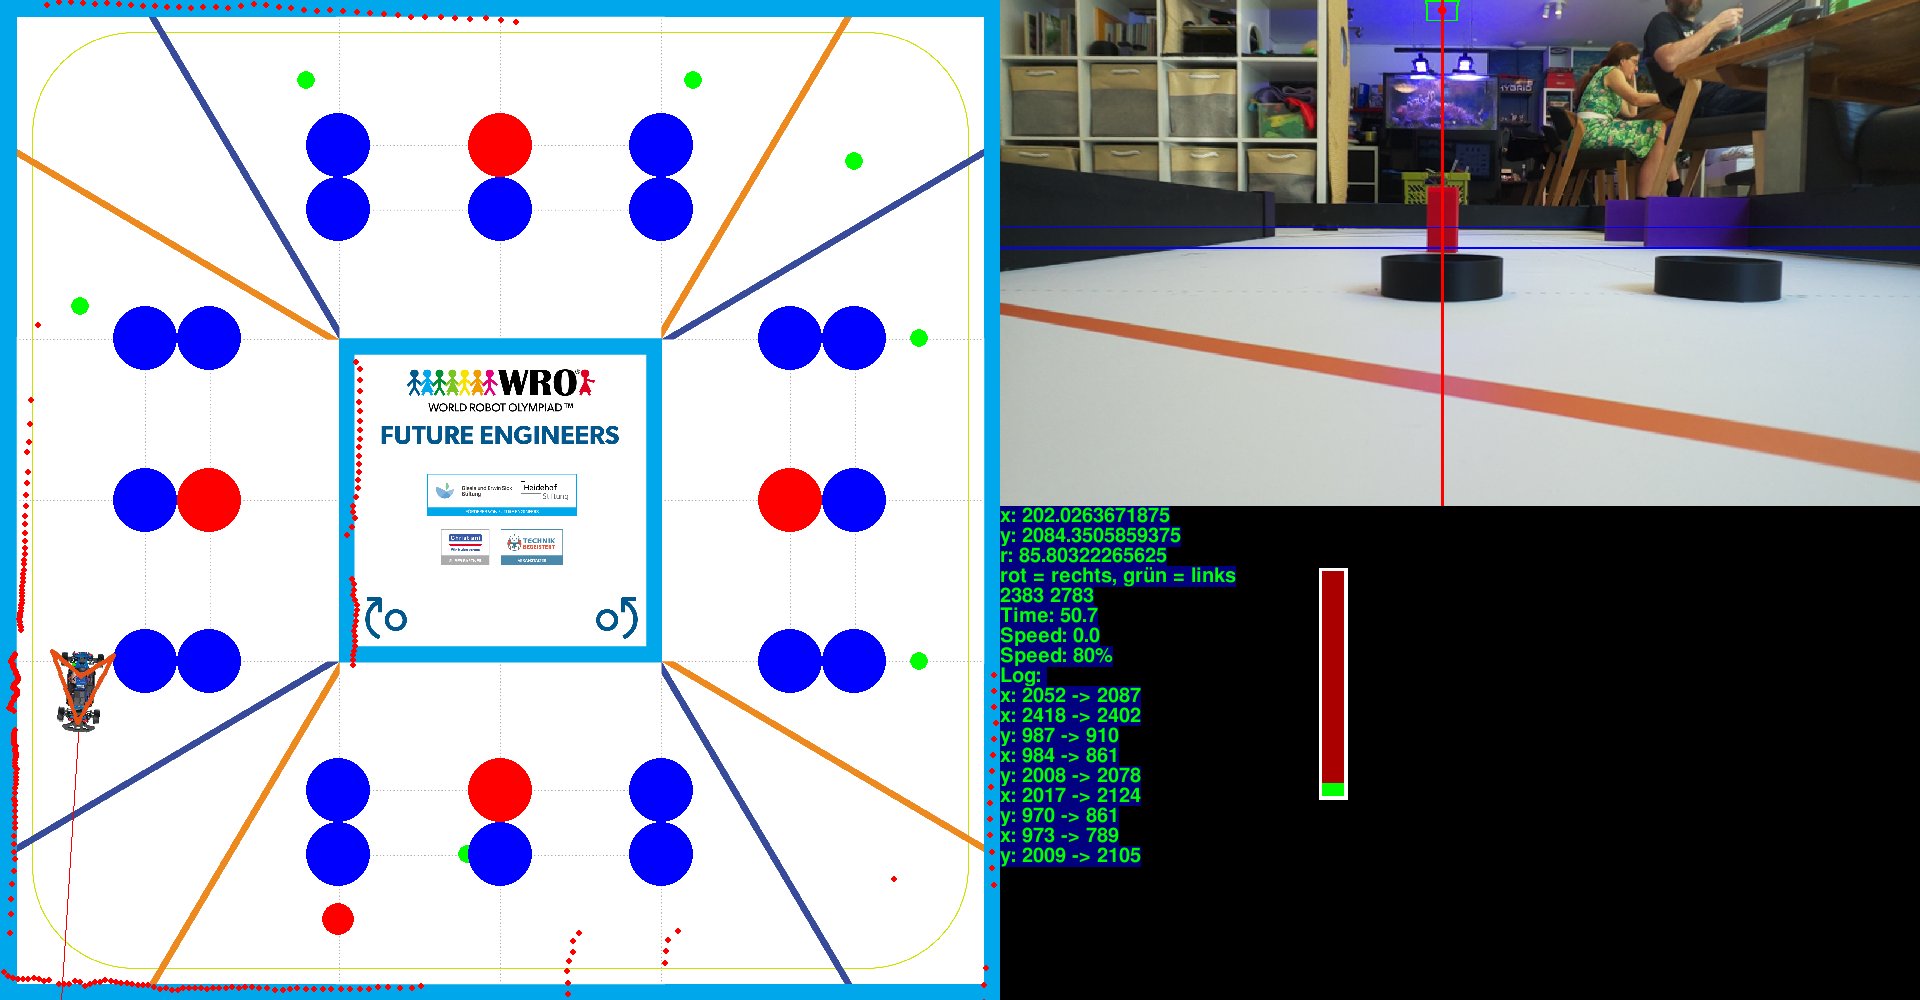 WRO
WORLD ROBOT OLYMPIAD™
FUTURE ENGINEERS
Heidehof
Stiftung
Christiani
TECHNIK
BEGEISTERT
HYBRID
x: 202.0263671875
y: 2084.3505859375
r: 85.80322265625
rot = rechts, grün = links
2383 2783
Time: 50.7
Speed: 0.0
Speed: 80%
Log:
x: 2052 -> 2087
x: 2418 -> 2402
y: 987 -> 910
x: 984 -> 861
y: 2008 -> 2078
x: 2017 -> 2124
y: 970 -> 861
x: 973 -> 789
y: 2009 -> 2105